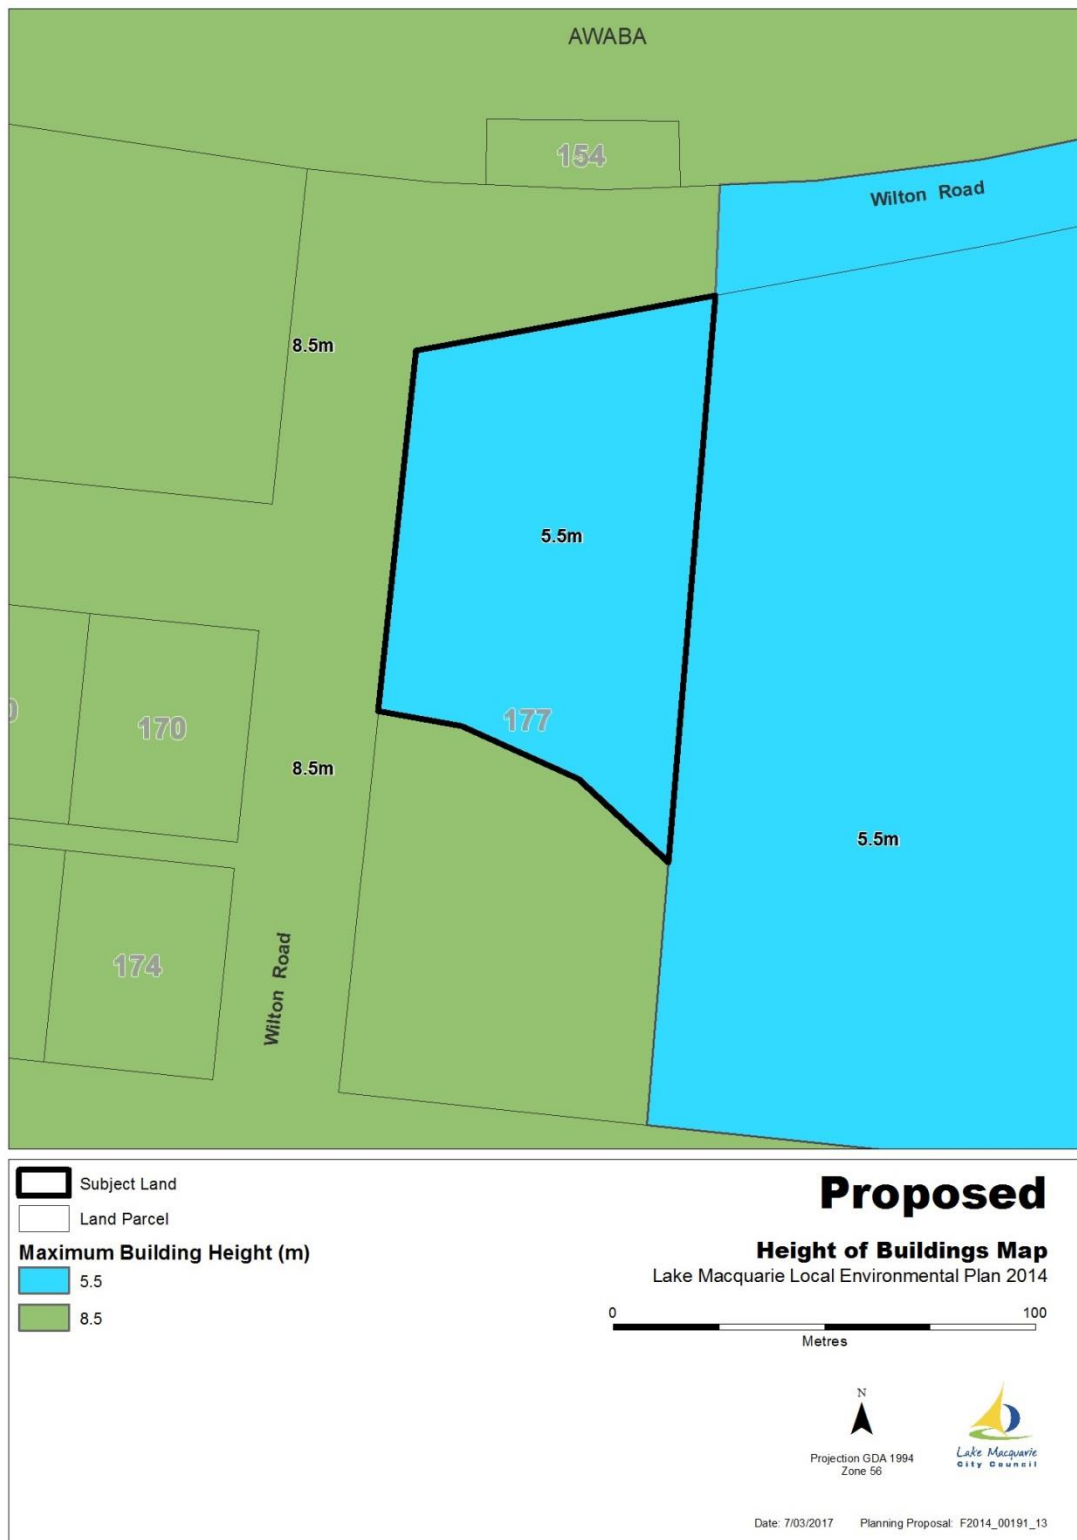 AWABA
154
Wilton Road
8.5m
5.5m
0
170
177
8.5m
5.5m
174
Wilton Road
Subject Land
Land Parcel
Maximum Building Height (m)
5.5
8.5
Proposed
Height of Buildings Map
Lake Macquarie Local Environmental Plan 2014
0 100
Metres
N
Projection GDA 1994
Zone 56
Lake Macquarie
City Council
Date: 7/03/2017 Planning Proposal: F2014_00191_13